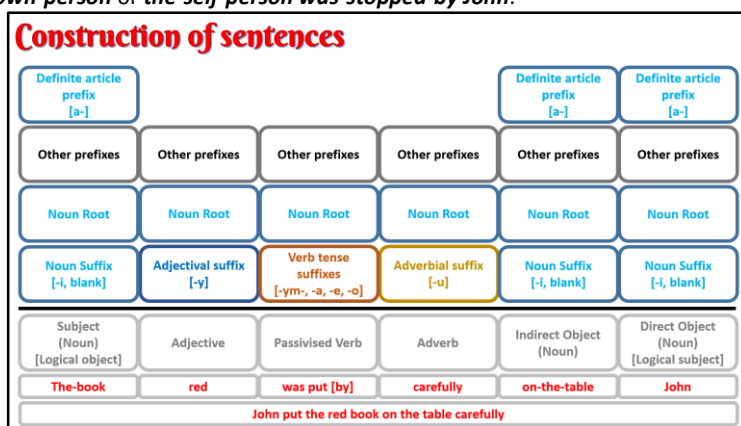 own person or the self person was stopped by John.
Construction of sentences
Definite article prefix [a-] Definite article prefix [a-] Definite article prefix [a-]
Other prefixes Other prefixes Other prefixes Other prefixes Other prefixes Other prefixes
Noun Root Noun Root Noun Root Noun Root Noun Root Noun Root
Noun Suffix [-i, blank] Adjectival suffix [-y] Verb tense suffixes [-ym-, -a, -e, -o] Adverbial suffix [-u] Noun Suffix [-i, blank] Noun Suffix [-i, blank]
Subject (Noun) [Logical object] Adjective Passivised Verb Adverb Indirect Object (Noun) Direct Object (Noun) [Logical subject]
The-book red was put [by] carefully on-the-table John
John put the red book on the table carefully